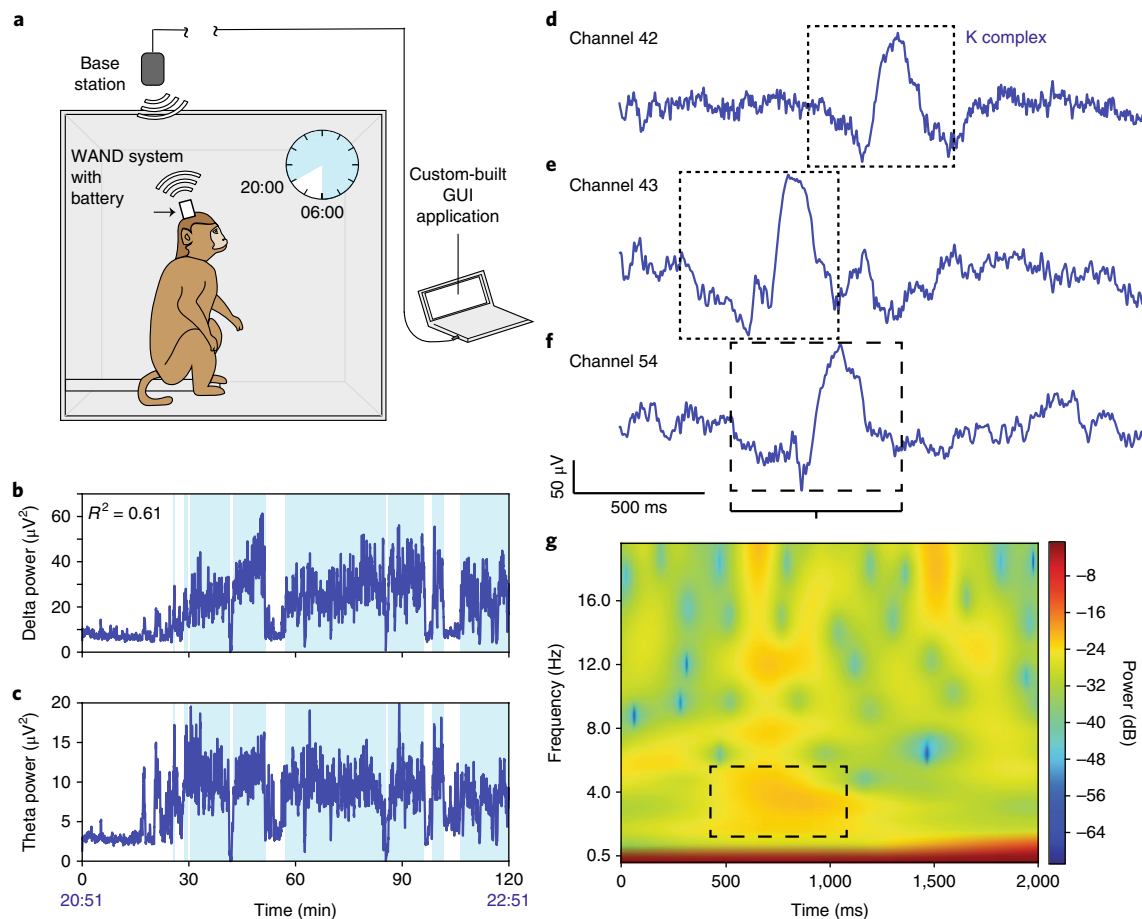 a
Base
station
WAND system
with
battery
20:00
06:00
Custom-built
GUI
application
b
R² = 0.61
Delta power (μV²)
60
40
20
0
c
Theta power (μV²)
20
15
10
5
0
0
30
60
90
120
20:51
Time (min)
22:51
d
Channel 42
K complex
e
Channel 43
f
Channel 54
50 μV
500 ms
g
Frequency (Hz)
16.0
12.0
8.0
4.0
0.5
0
500
1,000
1,500
2,000
Time (ms)
−8
−16
−24
−32
−40
−48
−56
−64
Power (dB)